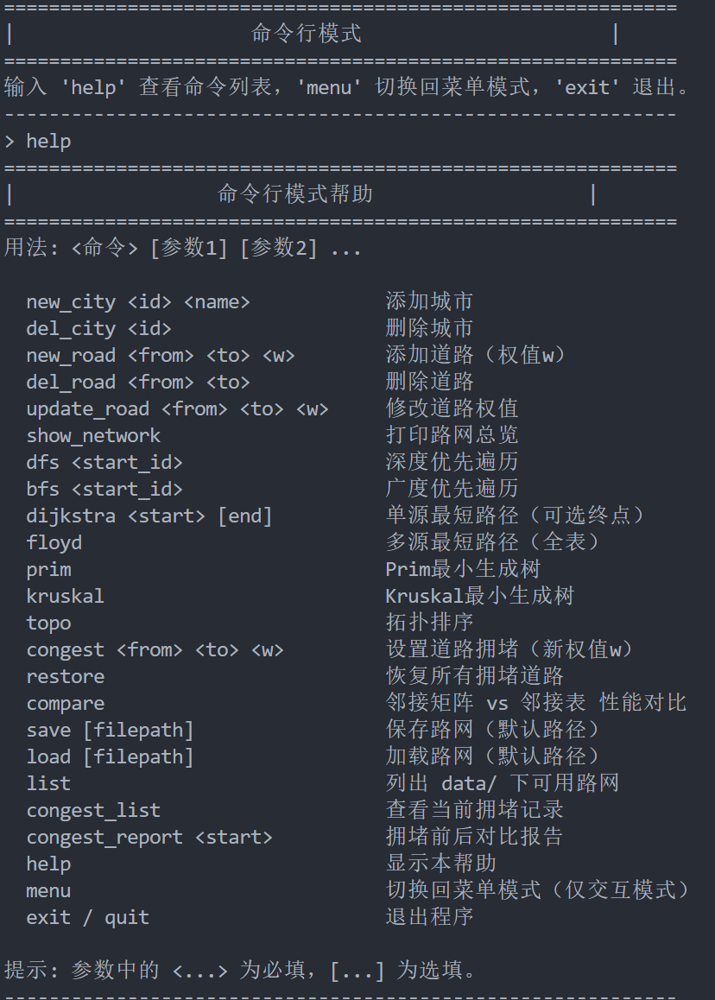 ============================================================
|                     命令行模式                      |
============================================================
输入 'help' 查看命令列表，'menu' 切换回菜单模式，'exit' 退出。
------------------------------------------------------------
> help
============================================================
|                  命令行模式帮助                    |
============================================================
用法: <命令> [参数1] [参数2] ...
new_city <id> <name>                添加城市
del_city <id>                       删除城市
new_road <from> <to> <w>            添加道路（权值w）
del_road <from> <to>                删除道路
update_road <from> <to> <w>         修改道路权值
show_network                        打印路网总览
dfs <start_id>                      深度优先遍历
bfs <start_id>                      广度优先遍历
dijkstra <start> [end]              单源最短路径（可选终点）
floyd                               多源最短路径（全表）
prim                                Prim最小生成树
kruskal                             Kruskal最小生成树
topo                                拓扑排序
congest <from> <to> <w>             设置道路拥堵（新权值w）
restore                             恢复所有拥堵道路
compare                             邻接矩阵 vs 邻接表 性能对比
save [filepath]                     保存路网（默认路径）
load [filepath]                     加载路网（默认路径）
list                                列出 data/ 下可用路网
congest_list                        查看当前拥堵记录
congest_report <start>              拥堵前后对比报告
help                                显示本帮助
menu                                切换回菜单模式（仅交互模式）
exit / quit                         退出程序
提示: 参数中的 <...> 为必填，[...] 为选填。
------------------------------------------------------------